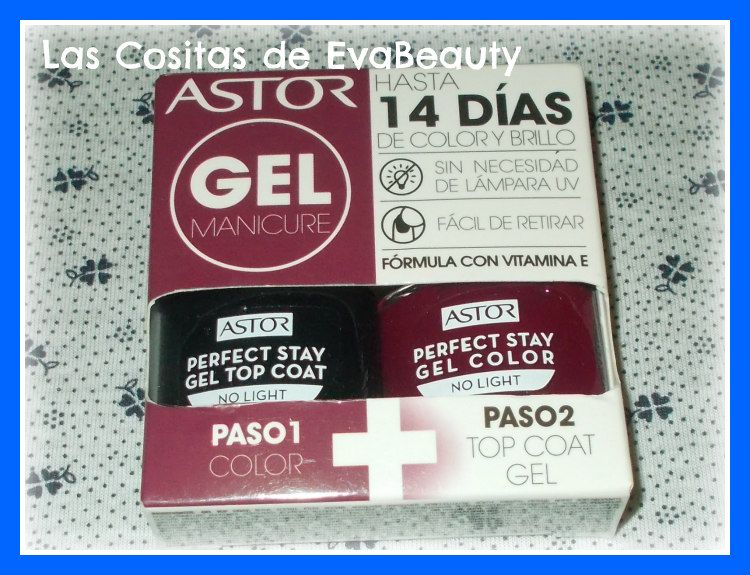 Las Cositas de EvaBeauty
ASTOR
GEL
MANICURE
HASTA
14 DÍAS
DE COLOR Y BRILLO
SIN NECESIDAD
DE LÁMPARA UV
FÁCIL DE RETIRAR
FÓRMULA CON VITAMINA E
ASTOR
PERFECT STAY
GEL TOP COAT
NO LIGHT
ASTOR
PERFECT STAY
GEL COLOR
NO LIGHT
PASO1
COLOR
PASO2
TOP COAT
GEL